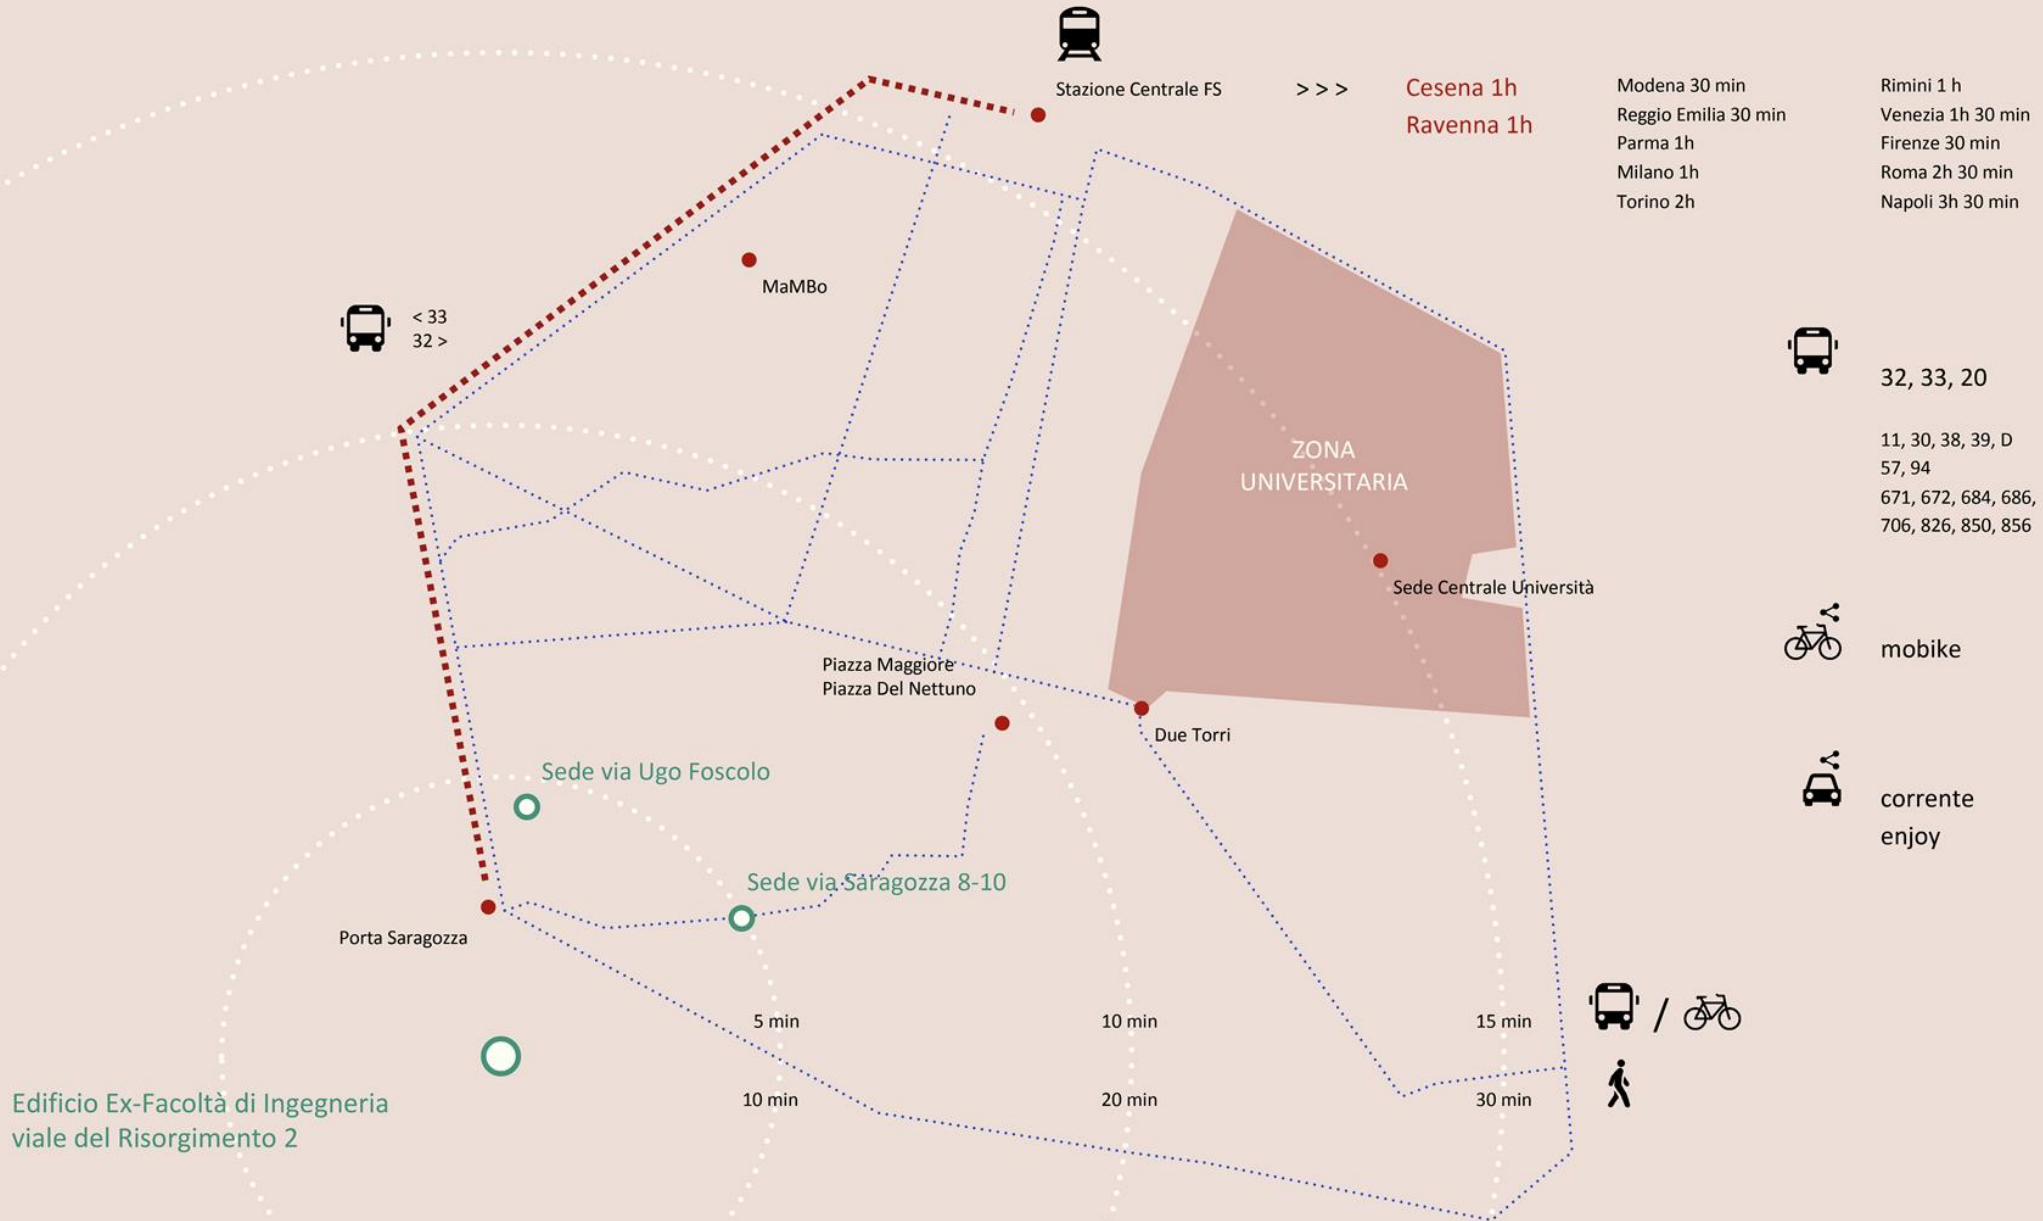 Stazione Centrale FS
> > >
Cesena 1h
Ravenna 1h
Modena 30 min
Reggio Emilia 30 min
Parma 1h
Milano 1h
Torino 2h
Rimini 1 h
Venezia 1h 30 min
Firenze 30 min
Roma 2h 30 min
Napoli 3h 30 min
MaMBo
< 33
32 >
32, 33, 20
11, 30, 38, 39, D
57, 94
671, 672, 684, 686,
706, 826, 850, 856
ZONA
UNIVERSITARIA
Sede Centrale Università
mobike
Piazza Maggiore
Piazza Del Nettuno
Due Torri
Sede via Ugo Foscolo
corrente
enjoy
Sede via Saragozza 8-10
Porta Saragozza
5 min
10 min
15 min
/
Edificio Ex-Facoltà di Ingegneria
viale del Risorgimento 2
10 min
20 min
30 min